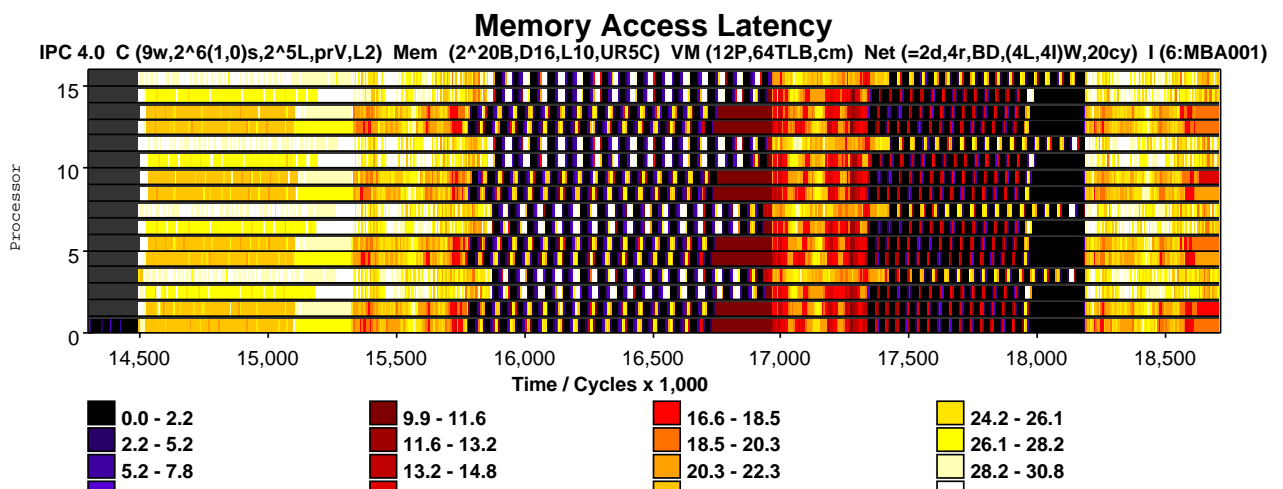 Memory Access Latency
IPC 4.0 C (9w,2^6(1,0)s,2^5L,prV,L2) Mem (2^20B,D16,L10,UR5C) VM (12P,64TLB,cm) Net (=2d,4r,BD,(4L,4I)W,20cy) I (6:MBA001)
15
10
5
0
Processor
14,500 15,000 15,500 16,000 16,500 17,000 17,500 18,000 18,500
Time / Cycles x 1,000
0.0 - 2.2 9.9 - 11.6 16.6 - 18.5 24.2 - 26.1
2.2 - 5.2 11.6 - 13.2 18.5 - 20.3 26.1 - 28.2
5.2 - 7.8 13.2 - 14.8 20.3 - 22.3 28.2 - 30.8